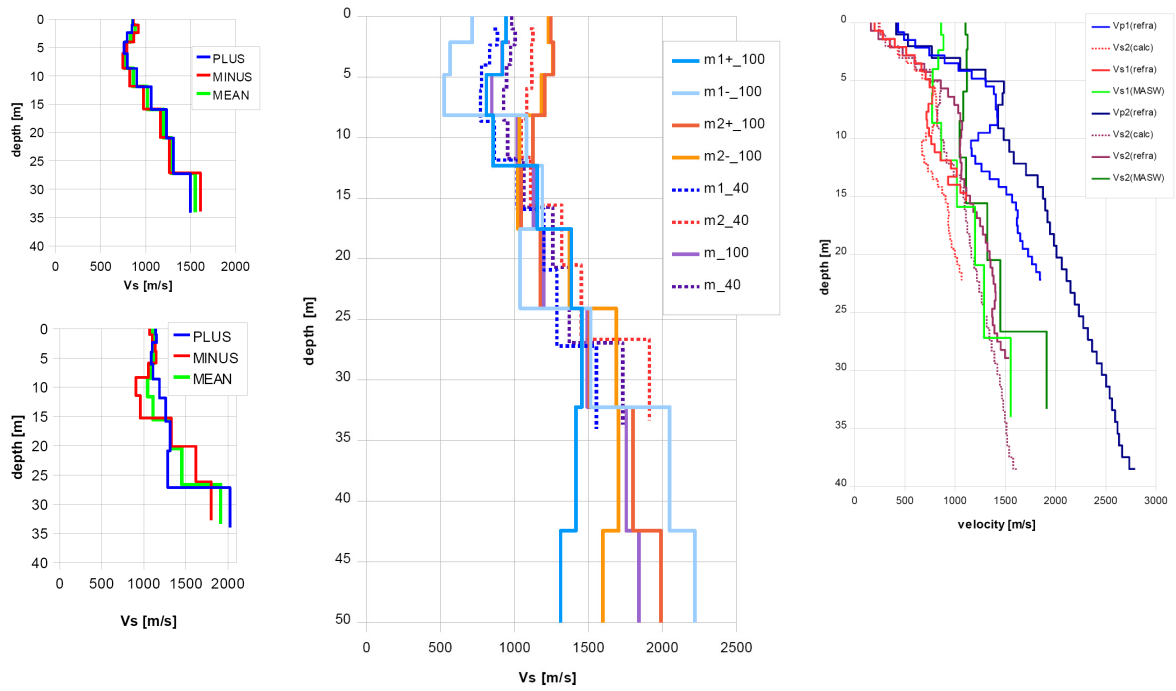 0
5
10
15
20
25
30
35
40
depth [m]
0
500
1000
1500
2000
Vs [m/s]
PLUS
MINUS
MEAN
0
5
10
15
20
25
30
35
40
depth [m]
0
500
1000
1500
2000
Vs [m/s]
PLUS
MINUS
MEAN
0
5
10
15
20
25
30
35
40
45
50
depth [m]
0
500
1000
1500
2000
2500
Vs [m/s]
m1+_100
m1-_100
m2+_100
m2-_100
m1_40
m2_40
m_100
m_40
0
5
10
15
20
25
30
35
40
depth [m]
0
500
1000
1500
2000
2500
3000
velocity [m/s]
Vp1(refra)
Vs2(calc)
Vs1(refra)
Vs1(MASW)
Vp2(refra)
Vs2(calc)
Vs2(refra)
Vs2(MASW)